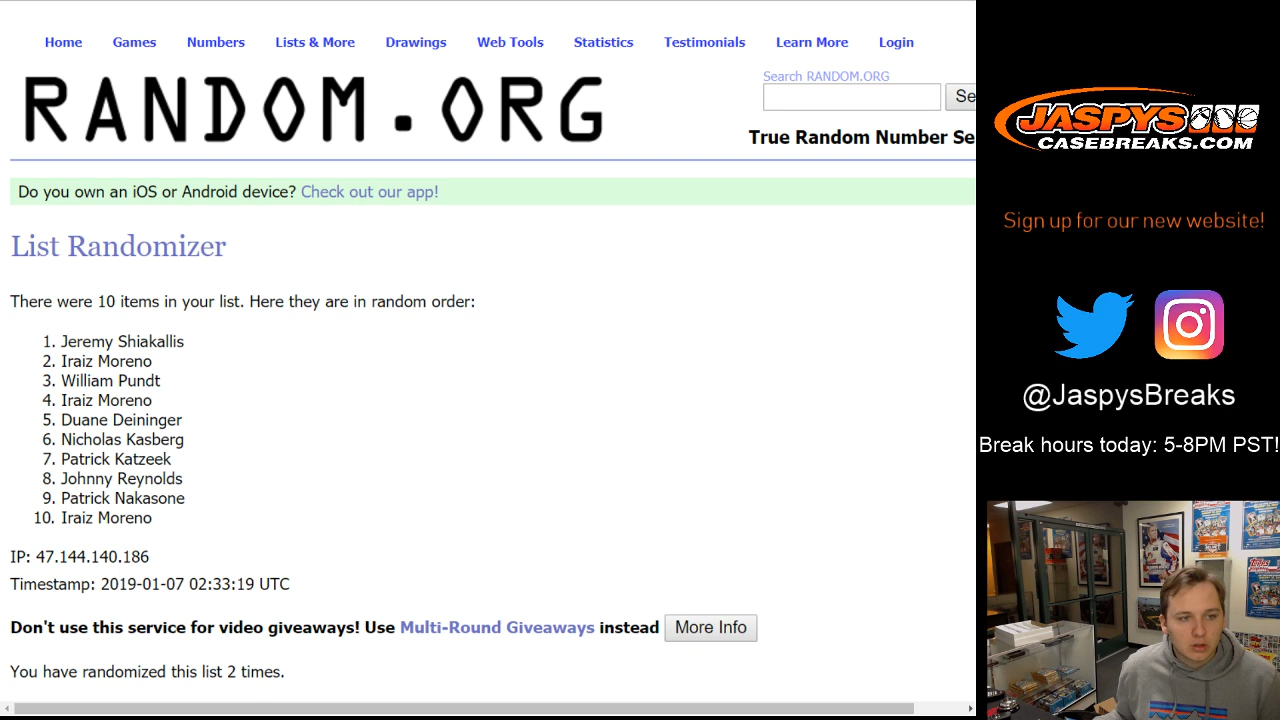 Home Games Numbers Lists & More Drawings Web Tools Statistics Testimonials Learn More Login
RANDOM.ORG
Search RANDOM.ORG
Se
True Random Number Se
Do you own an iOS or Android device? Check out our app!
List Randomizer
There were 10 items in your list. Here they are in random order:
1. Jeremy Shiakallis
2. Iraiz Moreno
3. William Pundt
4. Iraiz Moreno
5. Duane Deininger
6. Nicholas Kasberg
7. Patrick Katzeek
8. Johnny Reynolds
9. Patrick Nakasone
10. Iraiz Moreno
IP: 47.144.140.186
Timestamp: 2019-01-07 02:33:19 UTC
Don't use this service for video giveaways! Use Multi-Round Giveaways instead More Info
You have randomized this list 2 times.
JASPYS
CASEBREAKS.COM
Sign up for our new website!
@JaspysBreaks
Break hours today: 5-8PM PST!